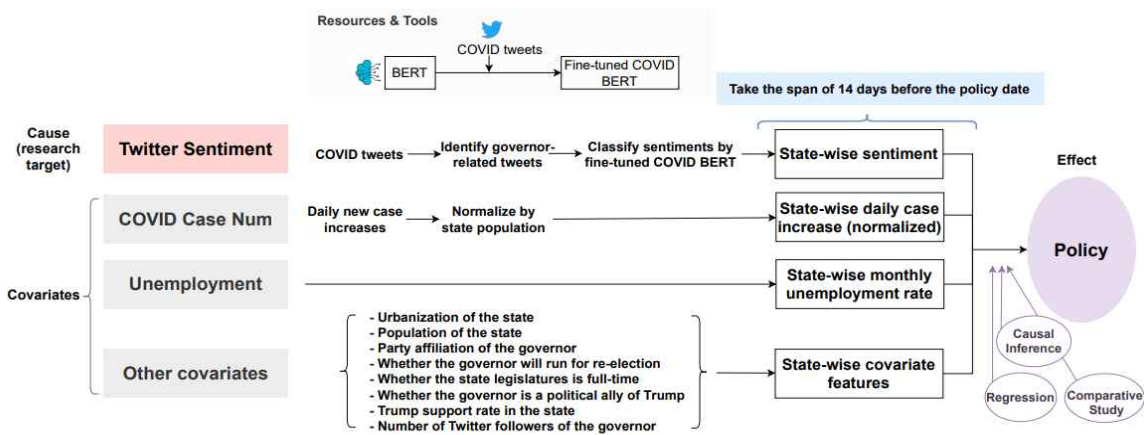 Resources & Tools
COVID tweets
BERT
Fine-tuned COVID
BERT
Take the span of 14 days before the policy date
Cause
(research
target)
Twitter Sentiment
COVID tweets
Identify governor-
related tweets
Classify sentiments by
fine-tuned COVID BERT
State-wise sentiment
Effect
Covariates
COVID Case Num
Daily new case
increases
Normalize by
state population
State-wise daily case
increase (normalized)
Policy
Unemployment
State-wise monthly
unemployment rate
Other covariates
- Urbanization of the state
- Population of the state
- Party affiliation of the governor
- Whether the governor will run for re-election
- Whether the state legislatures is full-time
- Whether the governor is a political ally of Trump
- Trump support rate in the state
- Number of Twitter followers of the governor
State-wise covariate
features
Causal
Inference
Regression
Comparative
Study